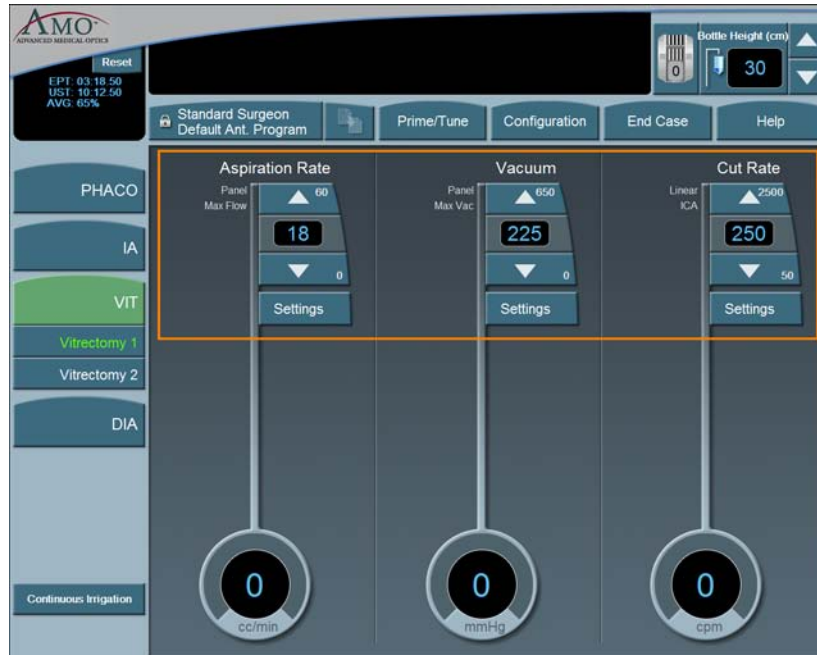 AMO
ADVANCED MEDICAL OPTICS
Reset
EPT: 03:18.50
UST: 10:12.50
AVG: 65%
0
Bottle Height (cm)
30
Standard Surgeon
Default Ant. Program
Prime/Tune
Configuration
End Case
Help
PHACO
IA
VIT
Vitrectomy 1
Vitrectomy 2
DIA
Continuous Irrigation
Aspiration Rate
Panel
Max Flow
60
18
0
Settings
0
cc/min
Vacuum
Panel
Max Vac
650
225
0
Settings
0
mmHg
Cut Rate
Linear
ICA
2500
250
50
Settings
0
cpm